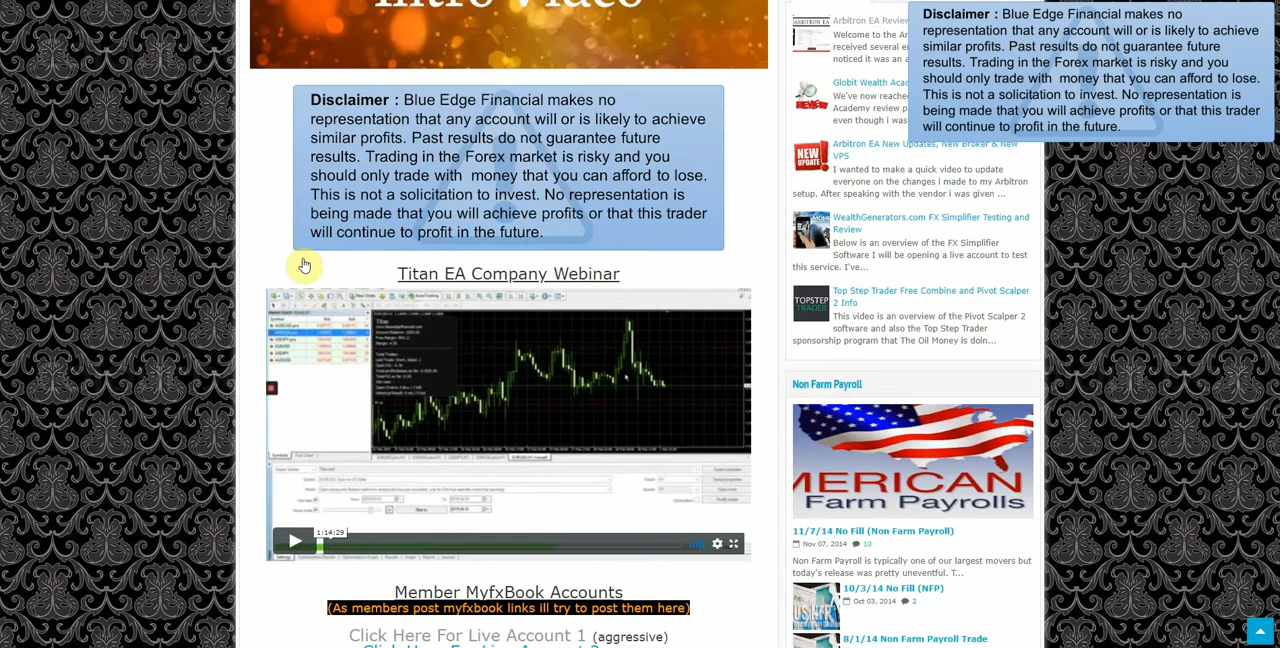 Intro Video
Disclaimer : Blue Edge Financial makes no
representation that any account will or is likely to achieve
similar profits. Past results do not guarantee future
results. Trading in the Forex market is risky and you
should only trade with money that you can afford to lose.
This is not a solicitation to invest. No representation is
being made that you will achieve profits or that this trader
will continue to profit in the future.
Titan EA Company Webinar
1:14:29
Member MyfxBook Accounts
(As members post myfxbook links ill try to post them here)
Click Here For Live Account 1 (aggressive)
Click Here For Live Account 2
ARBITRON EA
Arbitron EA Review
Welcome to the Ar
received several e
noticed it was an a
REVIEW
Globit Wealth Aca
We've now reache
Academy review p
even though i was
NEW
UPDATE!
Arbitron EA New Updates, New Broker & New
VPS
I wanted to make a quick video to update
everyone on the changes i made to my Arbitron
setup. After speaking with the vendor i was given ...
WealthGenerators.com FX Simplifier Testing and
Review
Below is an overview of the FX Simplifier
Software I will be opening a live account to test
this service. I've...
TOPSTEP
TRADER
Top Step Trader Free Combine and Pivot Scalper
2 Info
This video is an overview of the Pivot Scalper 2
software and also the Top Step Trader
sponsorship program that The Oil Money is doin...
Disclaimer : Blue Edge Financial makes no
representation that any account will or is likely to achieve
similar profits. Past results do not guarantee future
results. Trading in the Forex market is risky and you
should only trade with money that you can afford to lose.
This is not a solicitation to invest. No representation is
being made that you will achieve profits or that this trader
will continue to profit in the future.
Non Farm Payroll
MERICAN
Farm Payrolls
11/7/14 No Fill (Non Farm Payroll)
Nov 07, 2014 10
Non Farm Payroll is typically one of our largest movers but
today's release was pretty uneventful. T...
10/3/14 No Fill (NFP)
Oct 03, 2014 2
8/1/14 Non Farm Payroll Trade